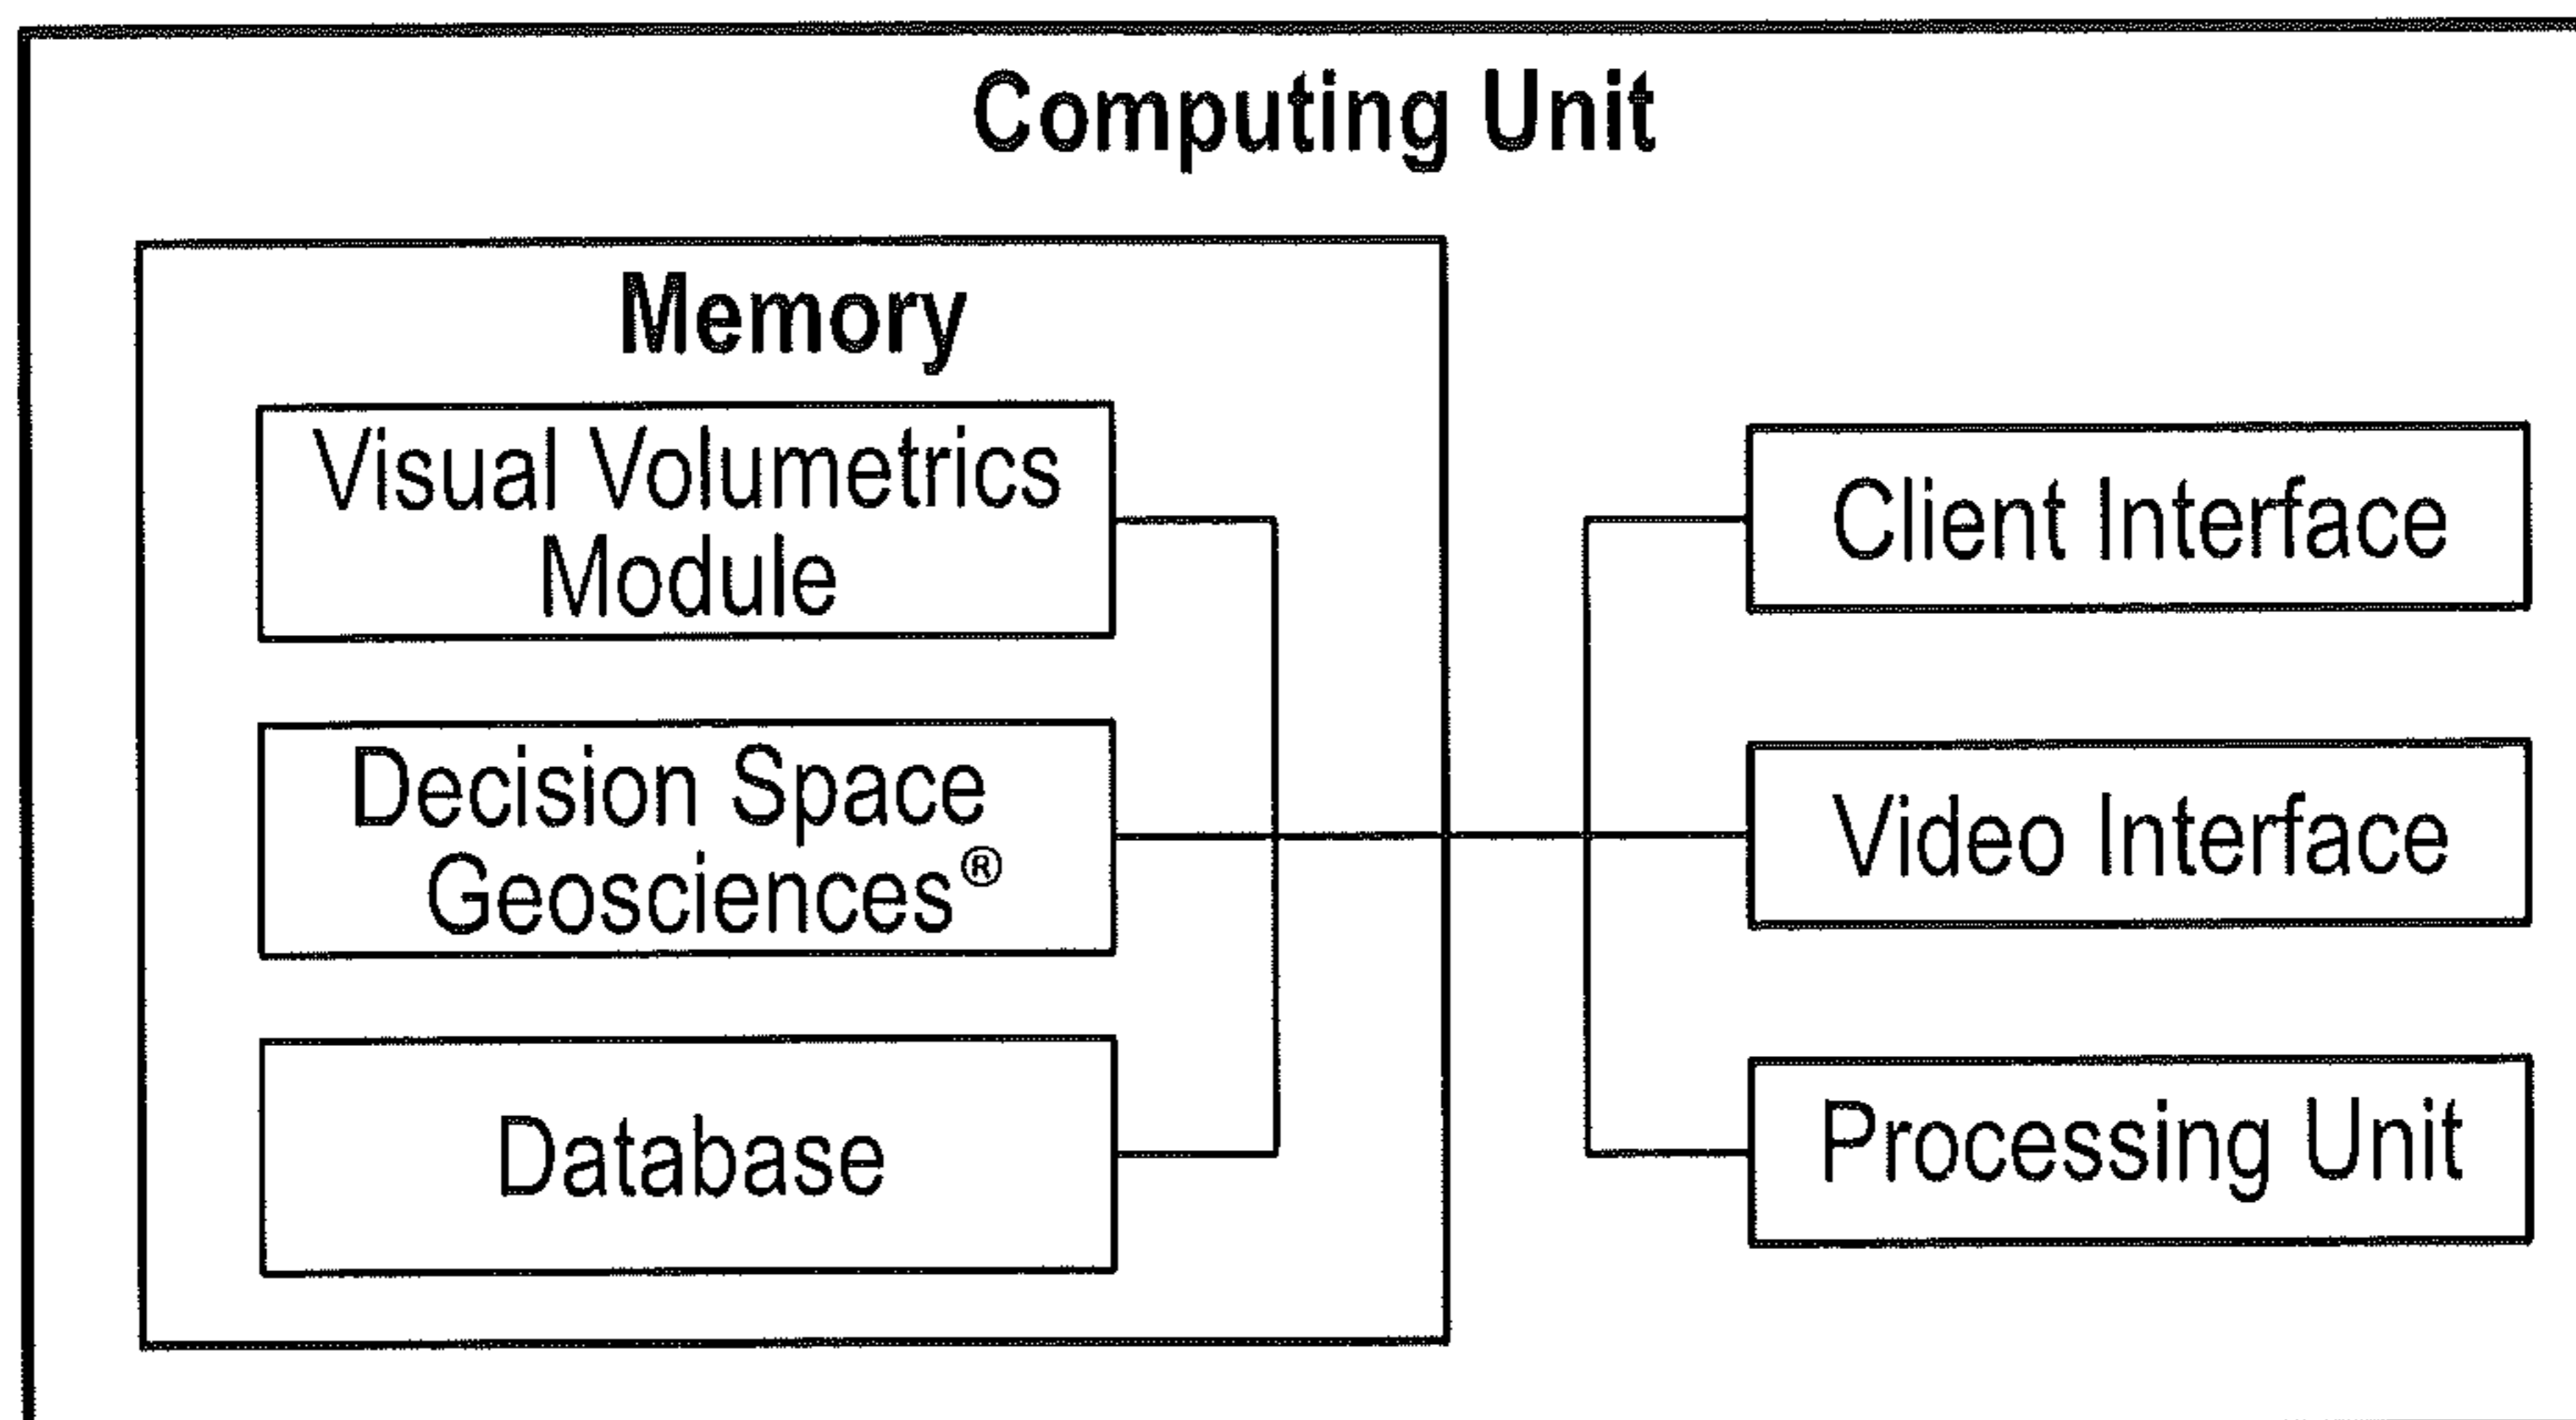 Computing Unit
Memory
Visual Volumetrics
Module
Decision Space
Geosciences®
Database
Client Interface
Video Interface
Processing Unit